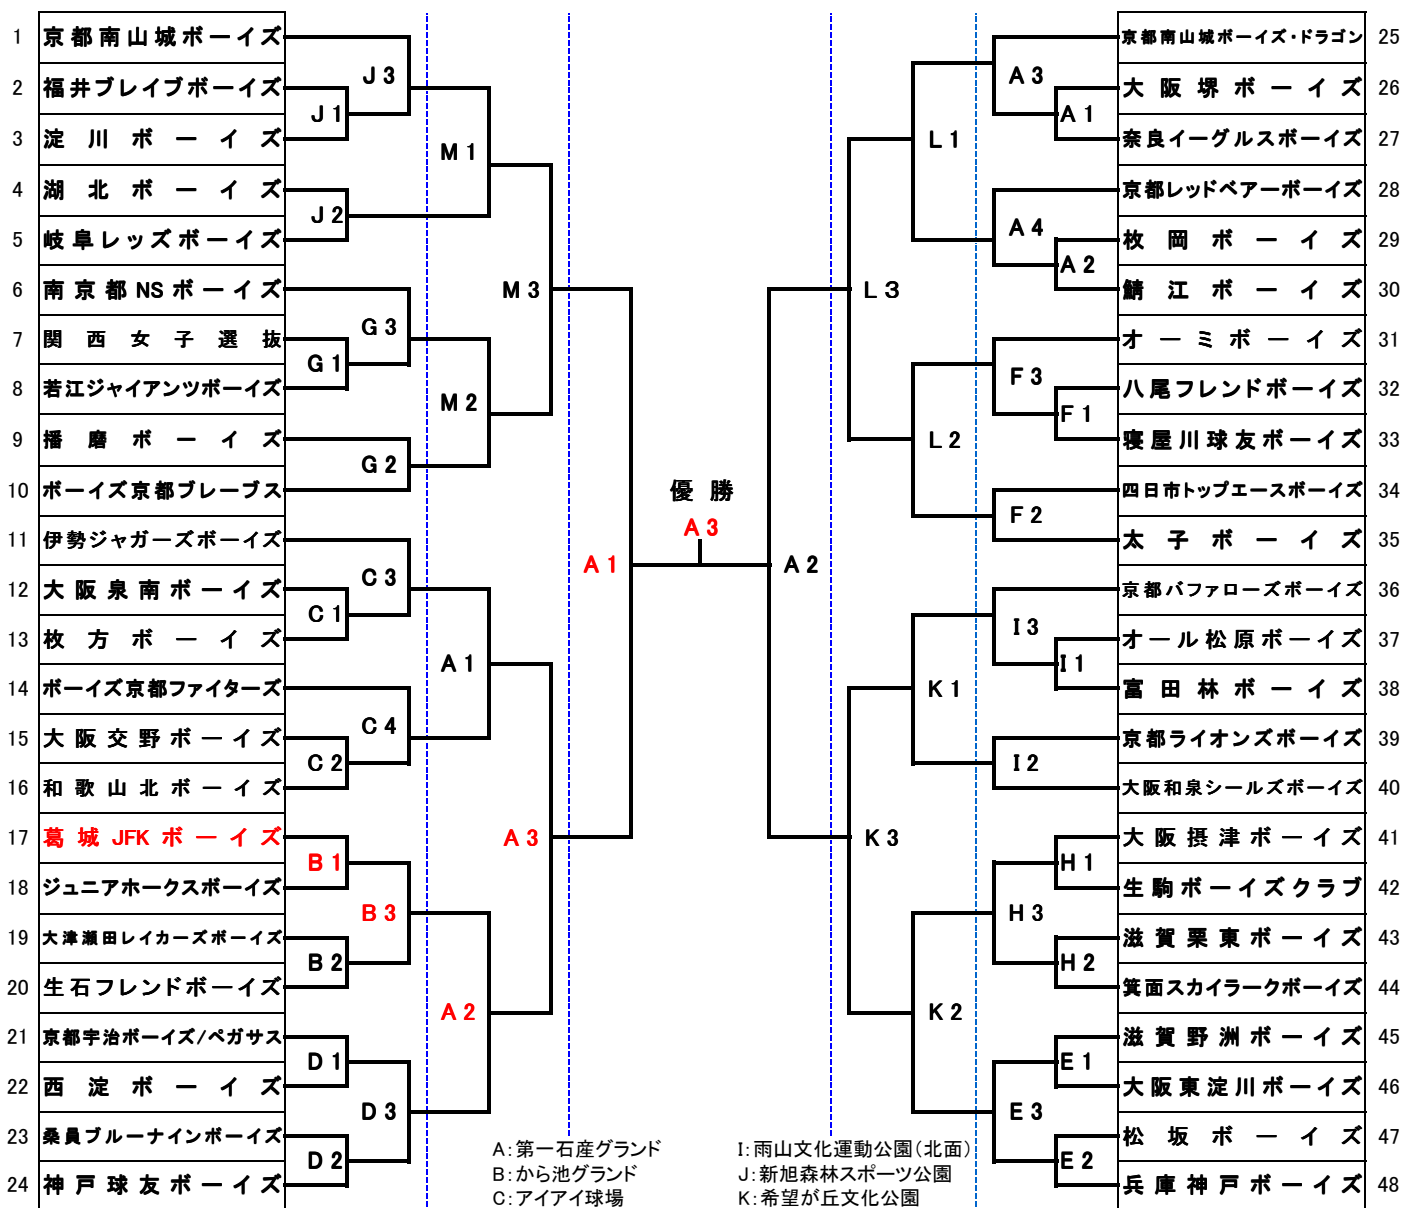 1 京都南山城ボーイズ
2 福井ブレイブボーイズ
3 淀川ボーイズ
4 湖北ボーイズ
5 岐阜レッズボーイズ
6 南京都NSボーイズ
7 関西女子選抜
8 若江ジャイアンツボーイズ
9 播磨ボーイズ
10 ボーイズ京都ブレーブス
11 伊勢ジャガーズボーイズ
12 大阪泉南ボーイズ
13 枚方ボーイズ
14 ボーイズ京都ファイターズ
15 大阪交野ボーイズ
16 和歌山北ボーイズ
17 葛城JFKボーイズ
18 ジュニアホークスボーイズ
19 大津瀬田レイカーズボーイズ
20 生石フレンドボーイズ
21 京都宇治ボーイズ/ペガサス
22 西淀ボーイズ
23 桑員ブルーナインボーイズ
24 神戸球友ボーイズ
J3
J1
J2
G3
G1
G2
C3
C1
C4
C2
B1
B3
B2
D1
D3
D2
M1
M2
A1
A2
M3
A3
A1
優勝
A3
A2
L3
K3
L1
L2
K1
K2
A3
A1
A4
A2
F3
F1
F2
I3
I1
I2
H1
H3
H2
E1
E3
E2
京都南山城ボーイズ・ドラゴン 25
大阪堺ボーイズ 26
奈良イーグルスボーイズ 27
京都レッドベアーボーイズ 28
枚岡ボーイズ 29
鯖江ボーイズ 30
オーミボーイズ 31
八尾フレンドボーイズ 32
寝屋川球友ボーイズ 33
四日市トップエースボーイズ 34
太子ボーイズ 35
京都バファローズボーイズ 36
オール松原ボーイズ 37
富田林ボーイズ 38
京都ライオンズボーイズ 39
大阪和泉シールズボーイズ 40
大阪摂津ボーイズ 41
生駒ボーイズクラブ 42
滋賀栗東ボーイズ 43
箕面スカイラークボーイズ 44
滋賀野洲ボーイズ 45
大阪東淀川ボーイズ 46
松坂ボーイズ 47
兵庫神戸ボーイズ 48
A:第一石産グランド
B:から池グランド
C:アイアイ球場
I:雨山文化運動公園(北面)
J:新旭森林スポーツ公園
K:希望が丘文化公園